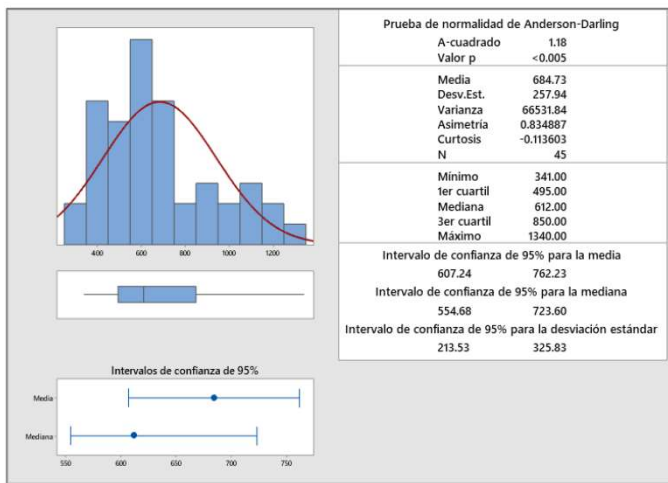 400 600 800 1000 1200
Intervalos de confianza de 95%
Media
Mediana
550 600 650 700 750
Prueba de normalidad de Anderson-Darling
A-cuadrado 1.18
Valor p <0.005
Media 684.73
Desv.Est. 257.94
Varianza 66531.84
Asimetría 0.834887
Curtosis -0.113603
N 45
Mínimo 341.00
1er cuartil 495.00
Mediana 612.00
3er cuartil 850.00
Máximo 1340.00
Intervalo de confianza de 95% para la media
607.24 762.23
Intervalo de confianza de 95% para la mediana
554.68 723.60
Intervalo de confianza de 95% para la desviación estándar
213.53 325.83